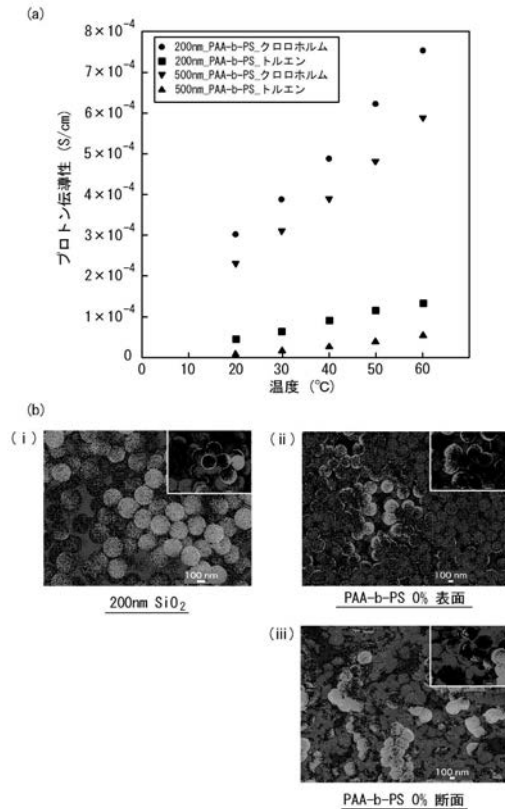 (a)
8×10⁻⁴
7×10⁻⁴
6×10⁻⁴
5×10⁻⁴
4×10⁻⁴
3×10⁻⁴
2×10⁻⁴
1×10⁻⁴
0
プロトン伝導性 (S/cm)
● 200nm_PAA-b-PS_クロロホルム
■ 200nm_PAA-b-PS_トルエン
▼ 500nm_PAA-b-PS_クロロホルム
▲ 500nm_PAA-b-PS_トルエン
0 10 20 30 40 50 60
温度 (℃)
(b)
(i)
100 nm
200nm SiO₂
(ii)
100 nm
PAA-b-PS 0% 表面
(iii)
100 nm
PAA-b-PS 0% 断面